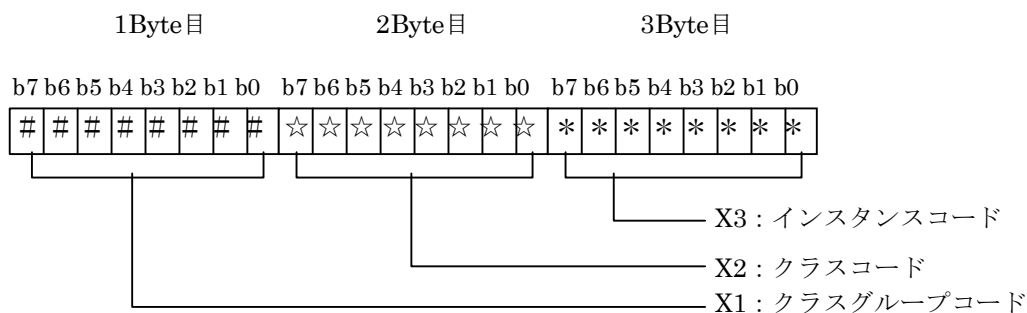 1Byte目 2Byte目 3Byte目
b7 b6 b5 b4 b3 b2 b1 b0 b7 b6 b5 b4 b3 b2 b1 b0 b7 b6 b5 b4 b3 b2 b1 b0
# # # # # # # # ☆ ☆ ☆ ☆ ☆ ☆ ☆ ☆ * * * * * * * *
X3：インスタンスコード
X2：クラスコード
X1：クラスグループコード